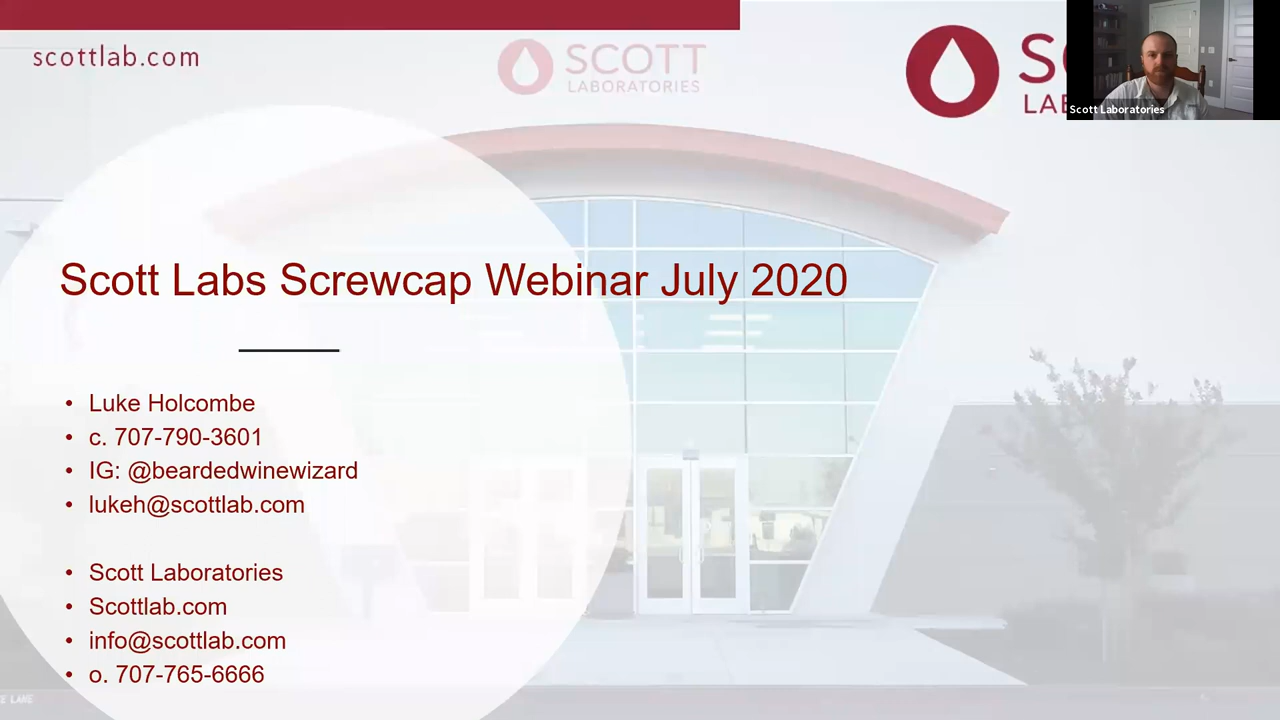 scottlab.com
SCOTT
LABORATORIES
S
LAB
Scott Laboratories
Scott Labs Screwcap Webinar July 2020
• Luke Holcombe
• c. 707-790-3601
• IG: @beardedwinewizard
• lukeh@scottlab.com
• Scott Laboratories
• Scottlab.com
• info@scottlab.com
• o. 707-765-6666